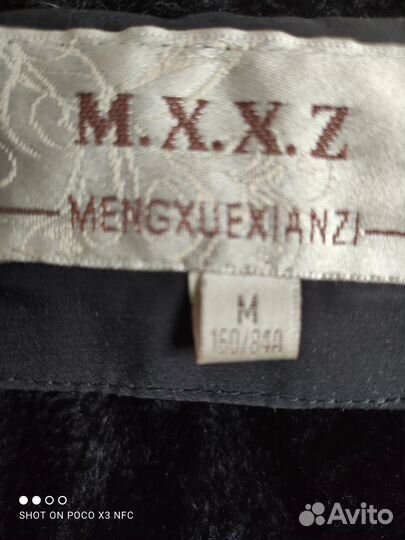 M.X.X.Z
MENGXUEXIANZI
M
160/84A
SHOT ON POCO X3 NFC
Avito